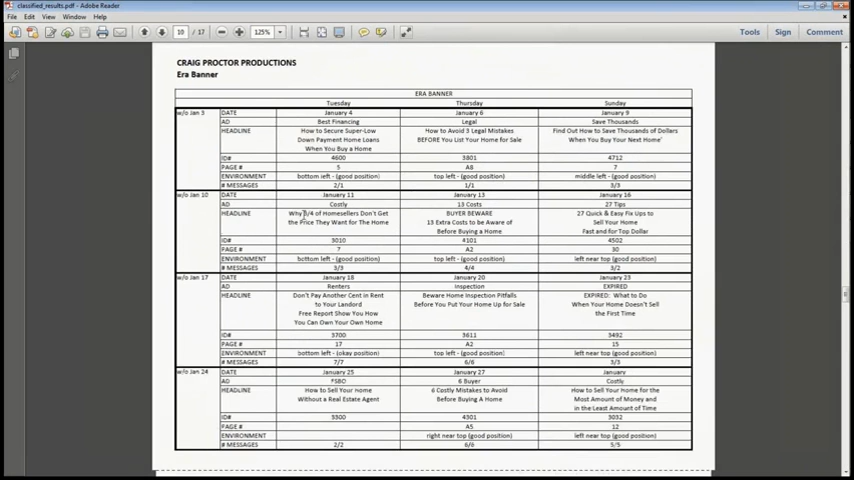 classified_results.pdf - Adobe Reader
File Edit View Window Help
10 / 17 125% Tools Sign Comment
CRAIG PROCTOR PRODUCTIONS
Era Banner
ERA BANNER
Tuesday Thursday Sunday
w/o Jan 3 DATE January 4 January 6 January 9
AD Best Financing Legal Save Thousands
HEADLINE How to Secure Super-Low How to Avoid 3 Legal Mistakes Find Out How to Save Thousands of Dollars
Down Payment Home Loans BEFORE You List Your Home for Sale When You Buy Your Next Home'
When You Buy a Home
ID# 4600 3801 4712
PAGE # 5 A8 7
ENVIRONMENT bottom left - (good position) top left - (good position) middle left - (good position)
# MESSAGES 2/1 1/1 3/3
w/o Jan 10 DATE January 11 January 13 January 16
AD Costly 13 Costs 27 Tips
HEADLINE Why 3/4 of Homesellers Don't Get BUYER BEWARE 27 Quick & Easy Fix Ups to
the Price They Want for The Home 13 Extra Costs to be Aware of Sell Your Home
Before Buying a Home Fast and for Top Dollar
ID# 3010 4101 4502
PAGE # 7 A2 30
ENVIRONMENT bottom left - (good position) top left - (good position) left near top (good position)
# MESSAGES 3/3 4/4 3/2
w/o Jan 17 DATE January 18 January 20 January 23
AD Renters Inspection EXPIRED
HEADLINE Don't Pay Another Cent in Rent Beware Home Inspection Pitfalls EXPIRED: What to Do
to Your Landord Before You Put Your Home Up for Sale When Your Home Doesn't Sell
Free Report Show You How the First Time
You Can Own Your Own Home
ID# 3700 3611 3492
PAGE # 17 A2 15
ENVIRONMENT bottom left - (okay position) top left - (good position) left near top (good position)
# MESSAGES 7/7 6/6 3/3
w/o Jan 24 DATE January 25 January 27 January
AD FSBO 6 Buyer Costly
HEADLINE How to Sell Your Home 6 Costly Mistakes to Avoid How to Sell Your Home for the
Without a Real Estate Agent Before Buying A Home Most Amount of Money and
in the Least Amount of Time
ID# 3300 4301 3032
PAGE # A5 12
ENVIRONMENT right near top (good position) left near top (good position)
# MESSAGES 2/2 6/6 5/5